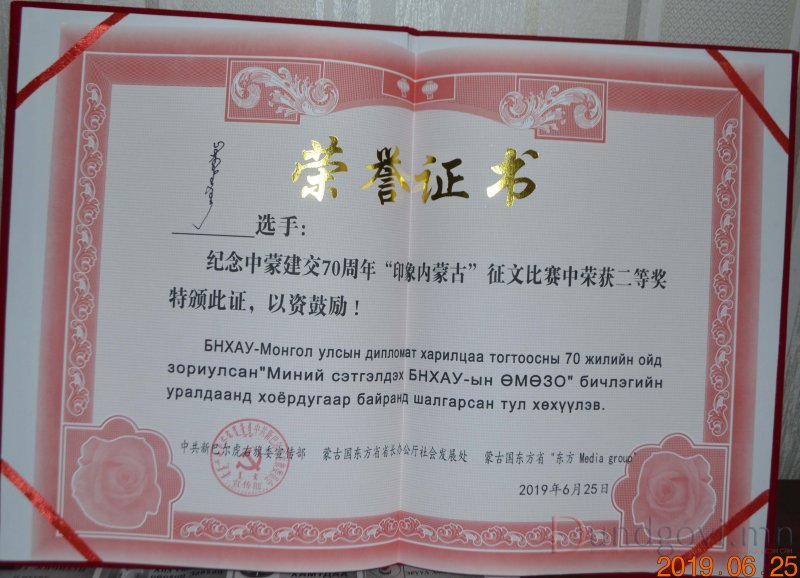 荣誉证书
选手：
纪念中蒙建交70周年“印象内蒙古”征文比赛中荣获二等奖
特颁此证，以资鼓励！
БНХАУ-Монгол улсын дипломат харилцаа тогтоосны 70 жилийн ойд
зориулсан"Миний сэтгэлдэх БНХАУ-ын ӨМӨЗО" бичлэгийн
уралдаанд хоёрдугаар байранд шалгарсан тул хөхүүлэв.
中共新巴尔虎右旗委宣传部 蒙古国东方省省长办公厅社会发展处 蒙古国东方省“东方 Media group”
2019年6月25日
2019.06.25